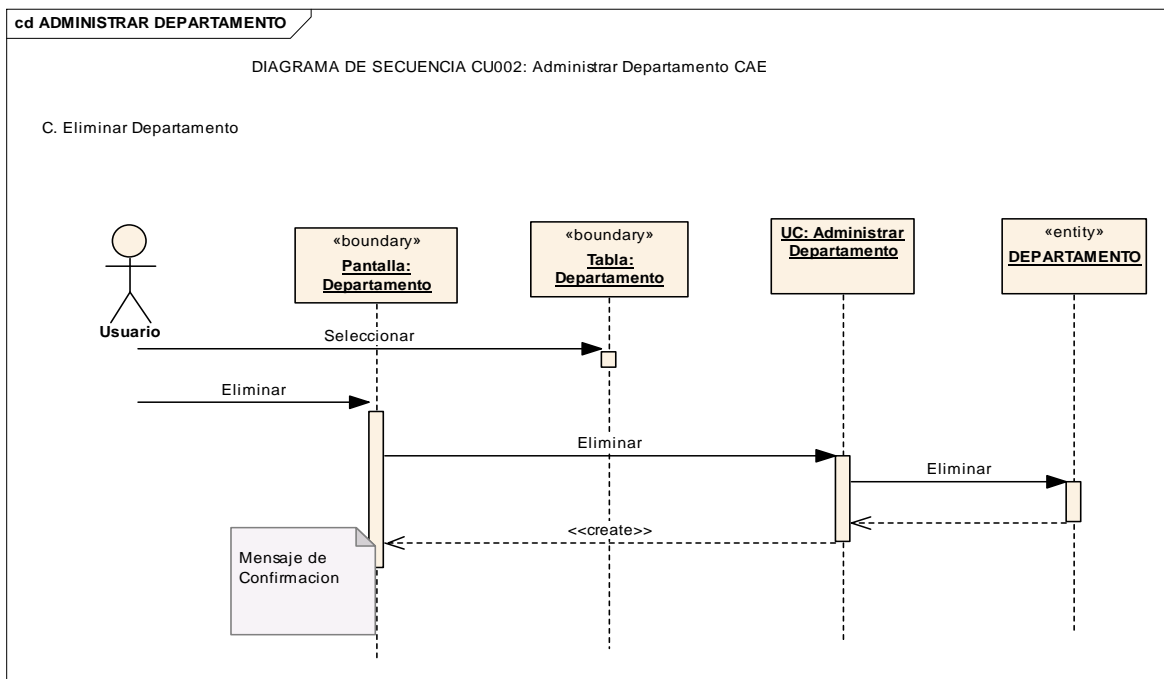 cd ADMINISTRAR DEPARTAMENTO
DIAGRAMA DE SECUENCIA CU002: Administrar Departamento CAE
C. Eliminar Departamento
Usuario
«boundary»
Pantalla:
Departamento
«boundary»
Tabla:
Departamento
UC: Administrar
Departamento
«entity»
DEPARTAMENTO
Seleccionar
Eliminar
Eliminar
Eliminar
<<create>>
Mensaje de
Confirmacion